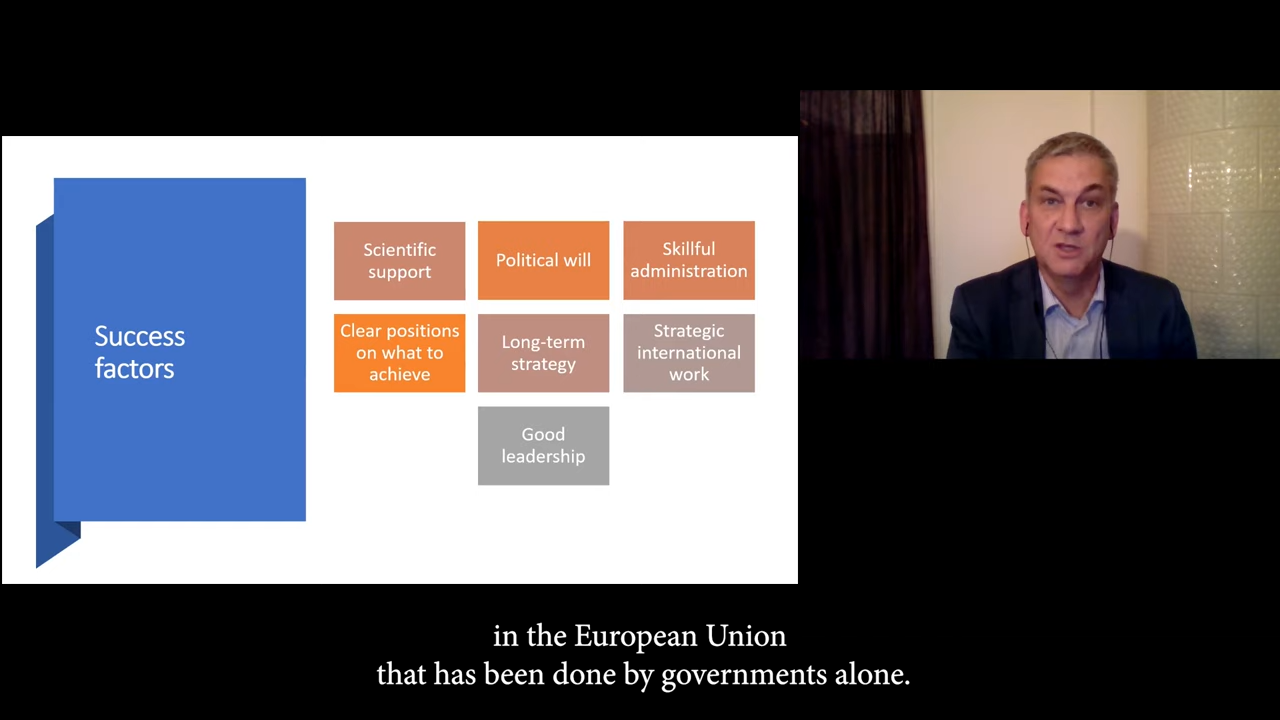 Success
factors
Scientific
support
Political will
Skillful
administration
Clear positions
on what to
achieve
Long-term
strategy
Strategic
international
work
Good
leadership
in the European Union
that has been done by governments alone.